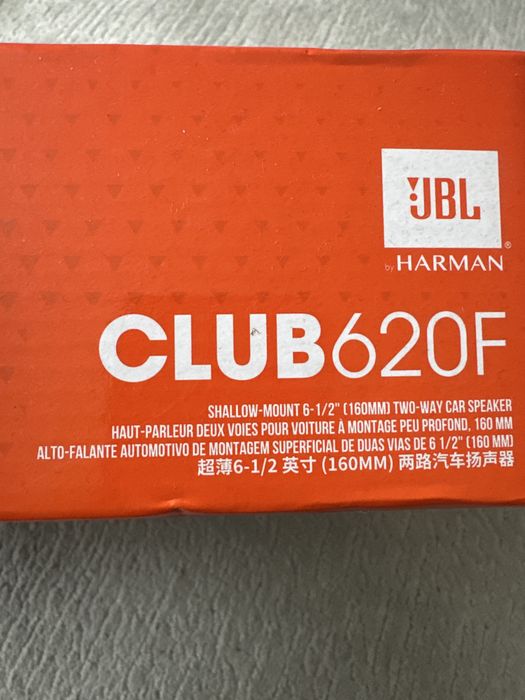 JBL
®
by HARMAN
CLUB620F
SHALLOW-MOUNT 6-1/2" (160MM) TWO-WAY CAR SPEAKER
HAUT-PARLEUR DEUX VOIES POUR VOITURE À MONTAGE PEU PROFOND, 160 MM
ALTO-FALANTE AUTOMOTIVO DE MONTAGEM SUPERFICIAL DE DUAS VIAS DE 6 1/2" (160 MM)
超薄6-1/2 英寸 (160MM) 两路汽车扬声器